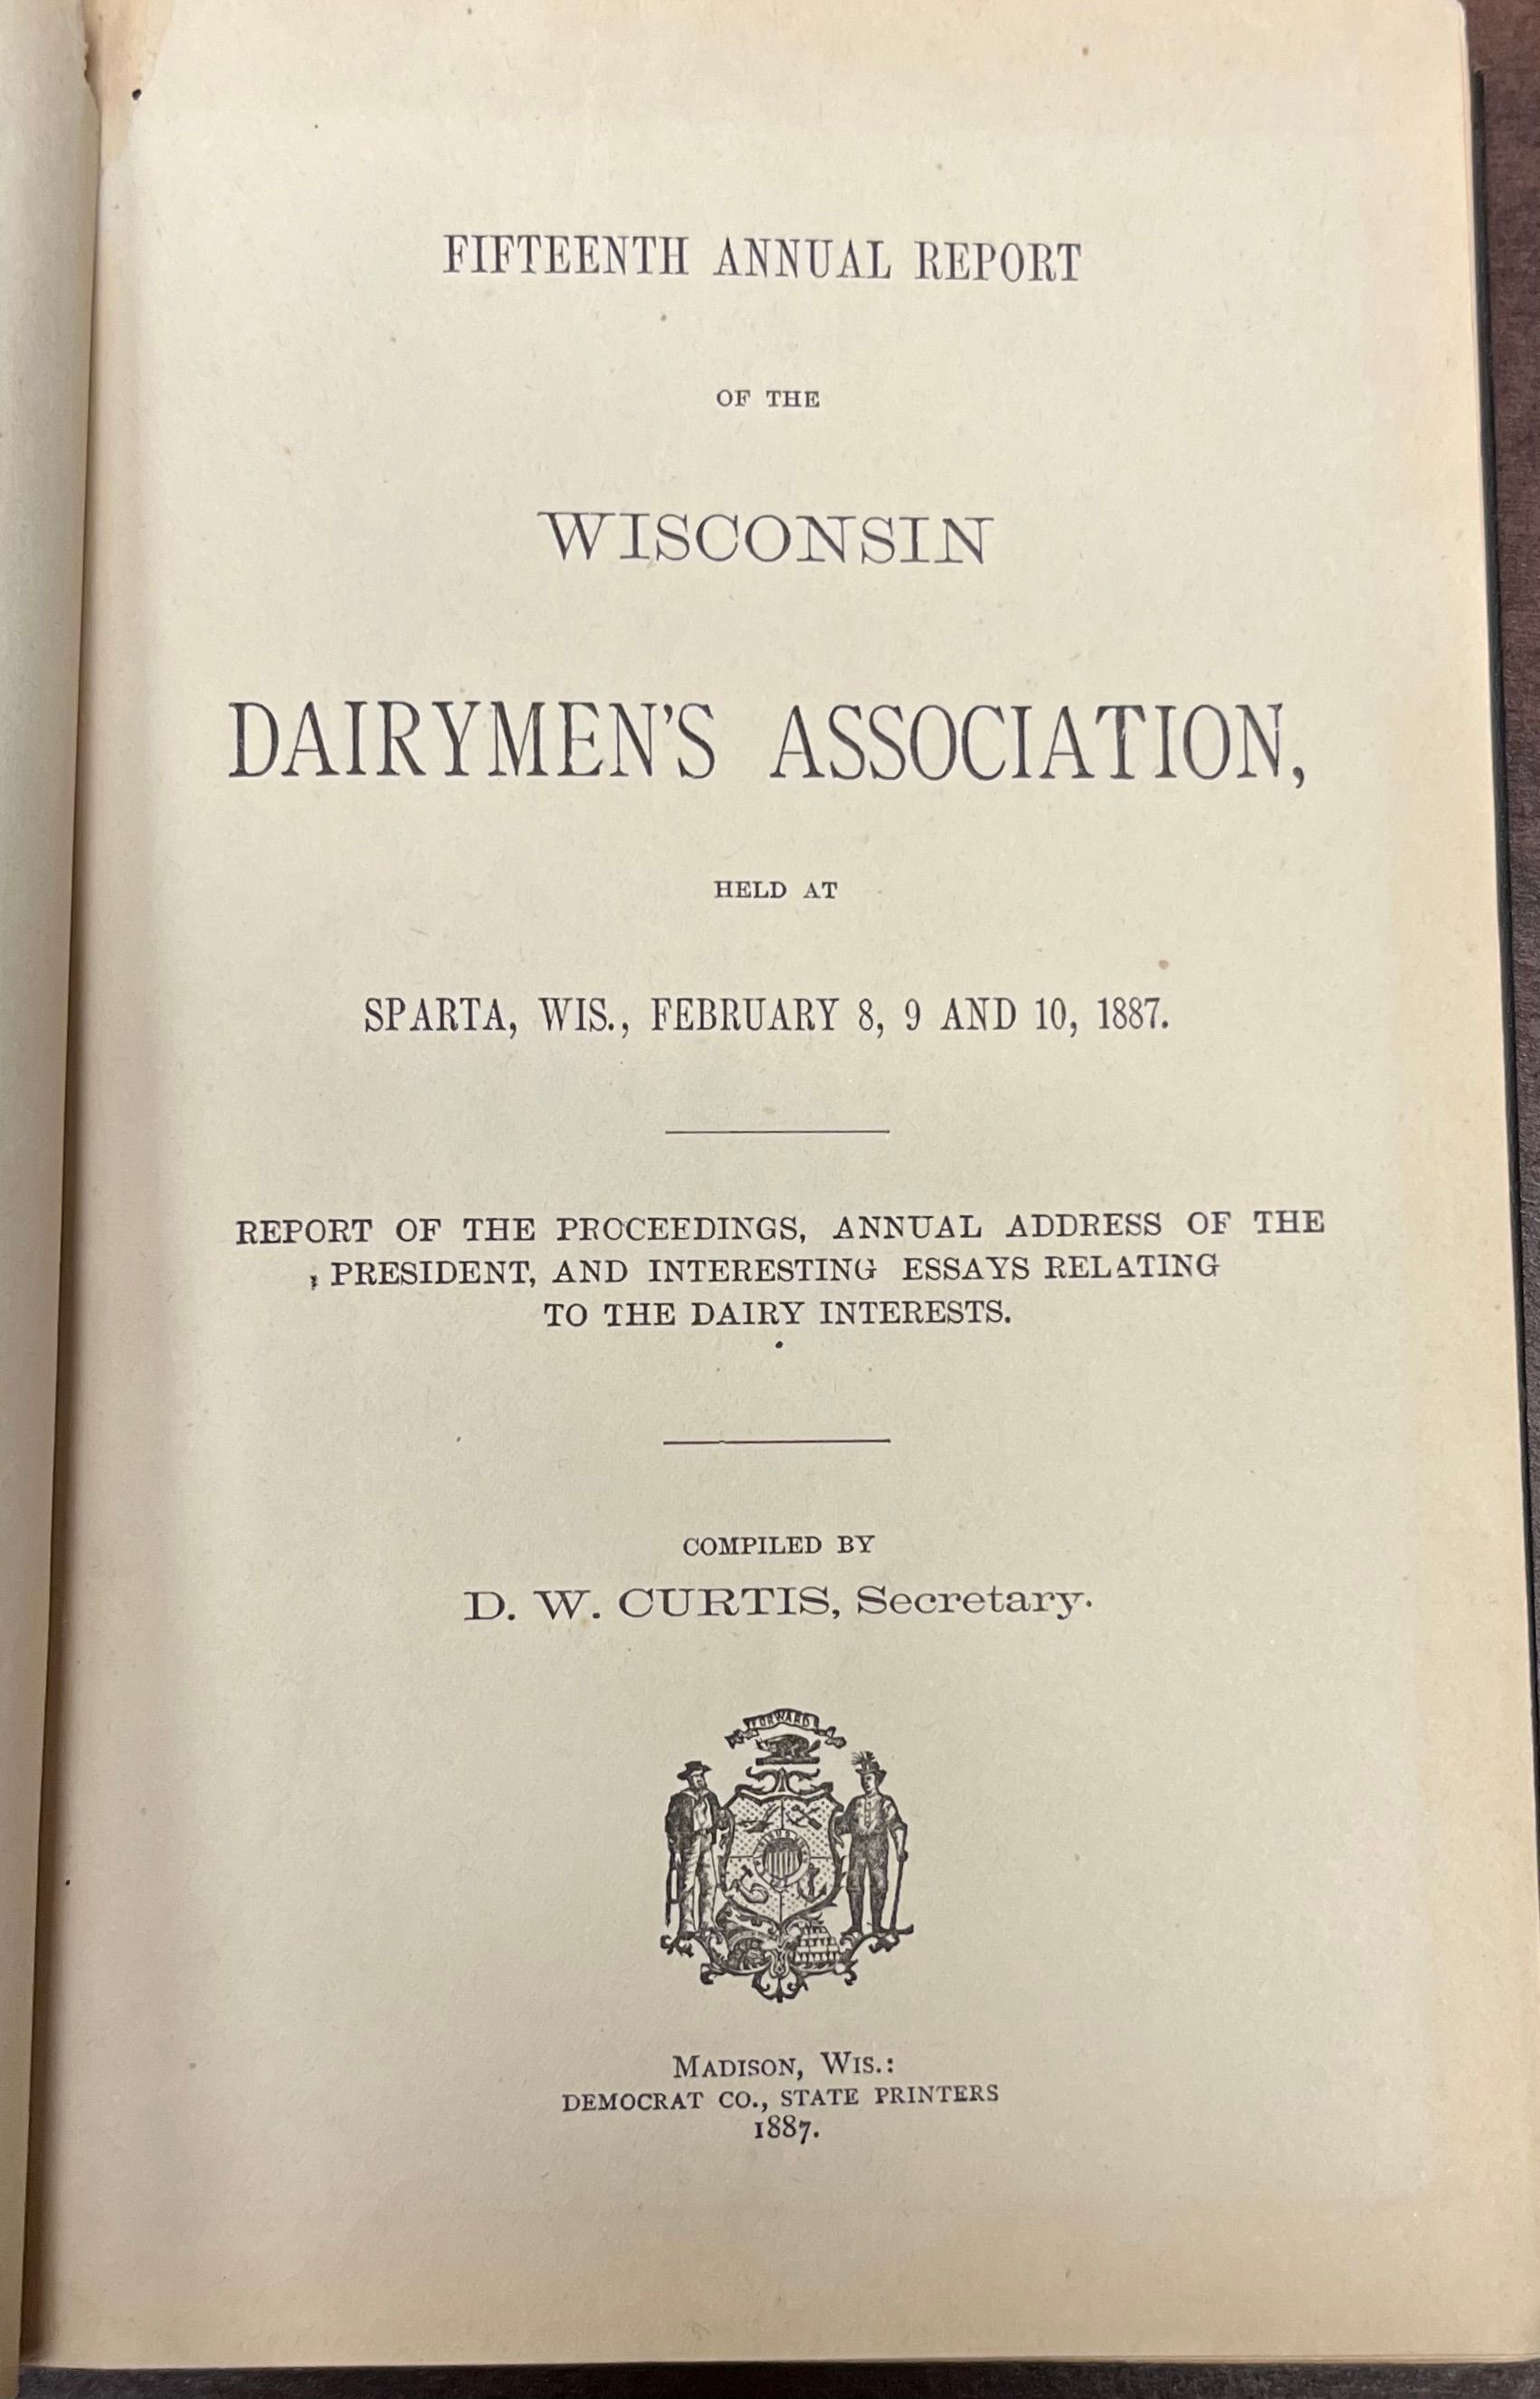 FIFTEENTH ANNUAL REPORT
OF THE
WISCONSIN
DAIRYMEN'S ASSOCIATION,
HELD AT
SPARTA, WIS., FEBRUARY 8, 9 AND 10, 1887.
REPORT OF THE PROCEEDINGS, ANNUAL ADDRESS OF THE
PRESIDENT, AND INTERESTING ESSAYS RELATING
TO THE DAIRY INTERESTS.
COMPILED BY
D. W. CURTIS, Secretary.
FORWARD
MADISON, WIS.:
DEMOCRAT CO., STATE PRINTERS
1887.